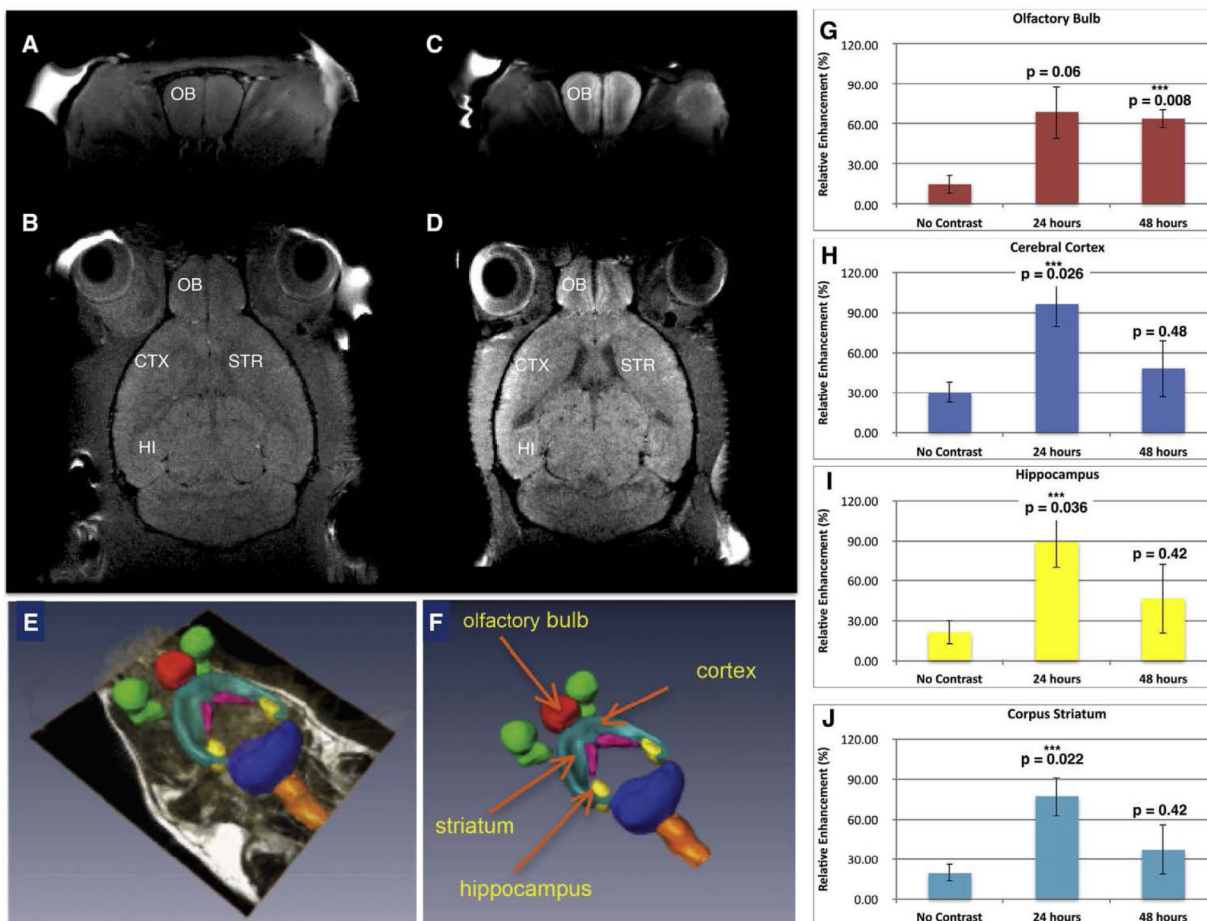 A
OB
C
OB
B
OB
CTX
STR
HI
D
OB
CTX
STR
HI
E
F
olfactory bulb
cortex
striatum
hippocampus
G
Olfactory Bulb
Relative Enhancement (%)
120.00
90.00
60.00
30.00
0.00
p = 0.06
***
p = 0.008
No Contrast
24 hours
48 hours
H
Cerebral Cortex
Relative Enhancement (%)
120.00
90.00
60.00
30.00
0.00
***
p = 0.026
p = 0.48
No Contrast
24 hours
48 hours
I
Hippocampus
Relative Enhancement (%)
120.00
90.00
60.00
30.00
0.00
***
p = 0.036
p = 0.42
No Contrast
24 hours
48 hours
J
Corpus Striatum
Relative Enhancement (%)
120.00
90.00
60.00
30.00
0.00
***
p = 0.022
p = 0.42
No Contrast
24 hours
48 hours